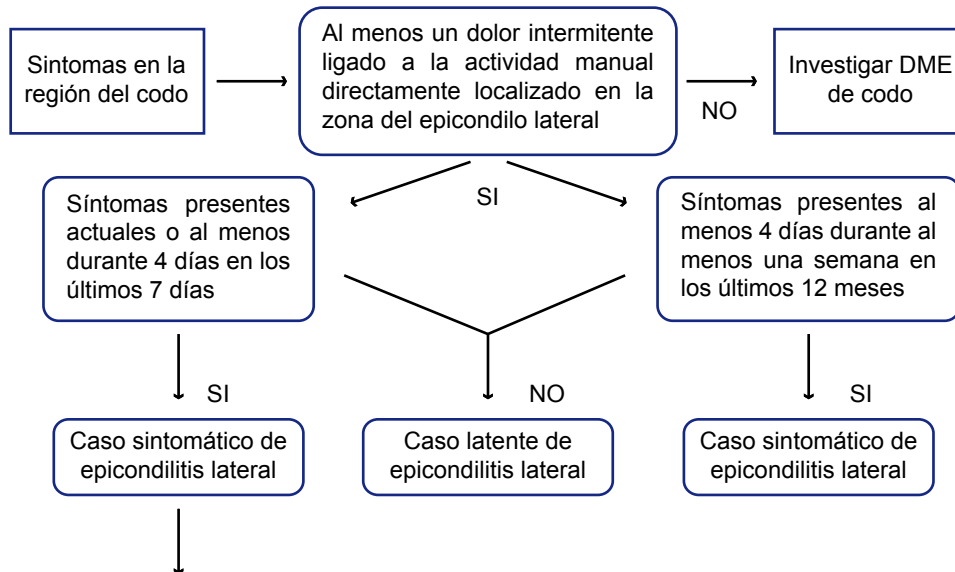 Sintomas en la
región del codo
Al menos un dolor intermitente
ligado a la actividad manual
directamente localizado en la
zona del epicondilo lateral
NO
Investigar DME
de codo
SI
Síntomas presentes
actuales o al menos
durante 4 días en los
últimos 7 días
Síntomas presentes al
menos 4 días durante al
menos una semana en
los últimos 12 meses
SI
NO
SI
Caso sintomático de
epicondilitis lateral
Caso latente de
epicondilitis lateral
Caso sintomático de
epicondilitis lateral